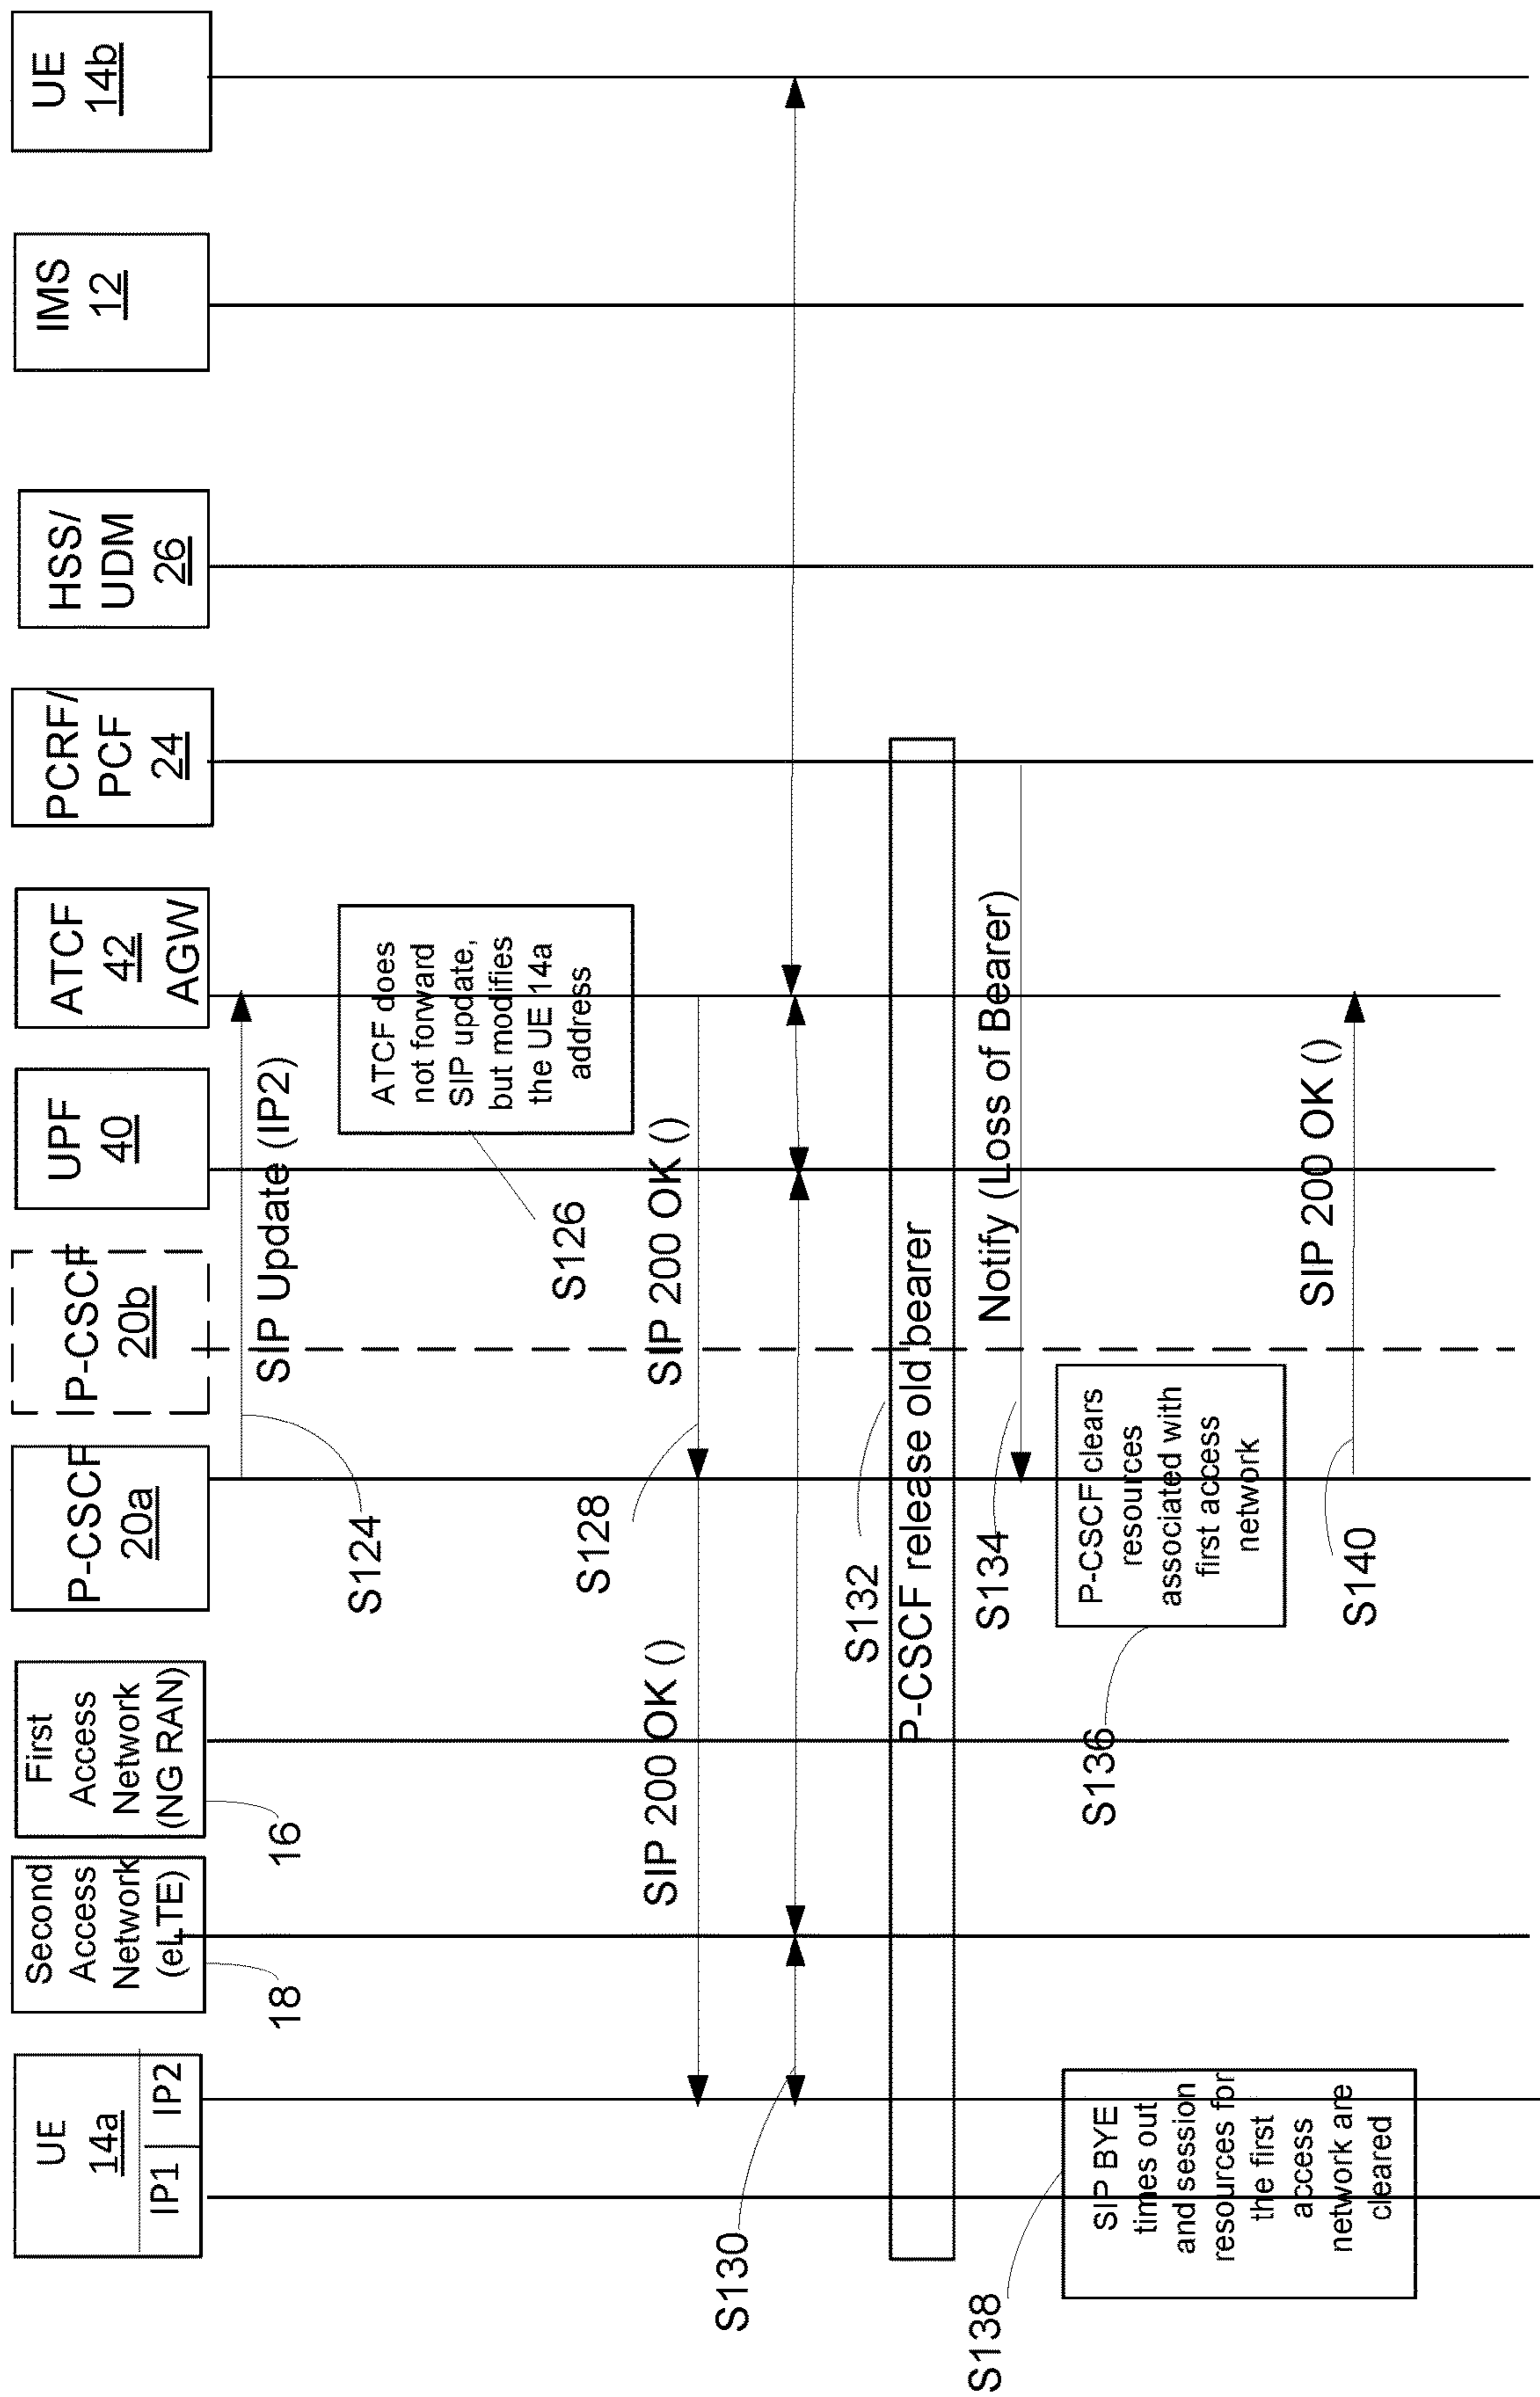 UE
14a
IP1
IP2
Second
Access
Network
(eLTE)
18
First
Access
Network
(NG RAN)
16
P-CSCF
20a
P-CSCF
20b
UPF
40
ATCF
42
AGW
PCRF/
PCF
24
HSS/
UDM
26
IMS
12
UE
14b
SIP Update (IP2)
S124
ATCF does
not forward
SIP update,
but modifies
the UE 14a
address
S126
SIP 200 OK ()
SIP 200 OK ()
S128
S130
P-CSCF release old bearer
S132
Notify (Loss of Bearer)
S134
P-CSCF clears
resources
associated with
first access
network
S136
SIP BYE
times out
and session
resources for
the first
access
network are
cleared
S138
SIP 200 OK ()
S140